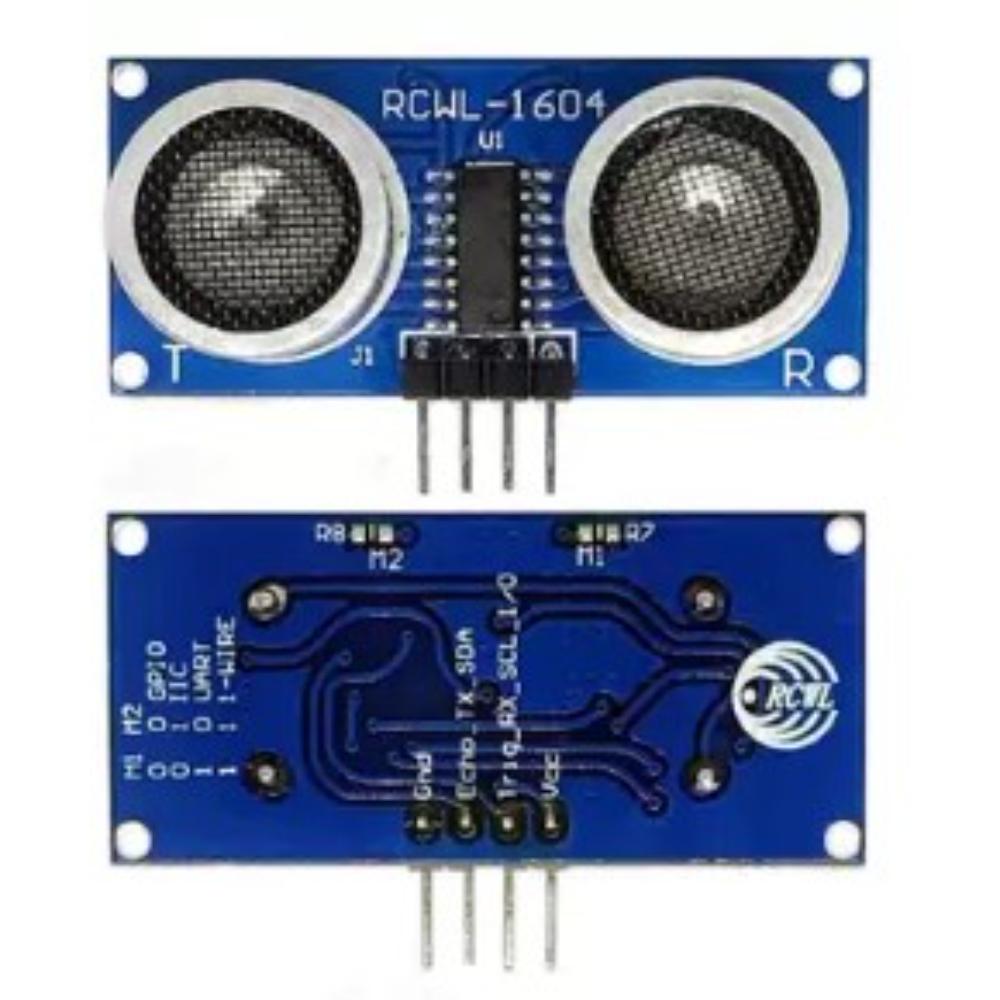 RCWL-1604
U1
J1
T
R
R8
M2
M1
R7
M1 M2
0 0 GPIO
0 1 IIC
1 0 UART
1 1 1-WIRE
Gnd
Echo_TX_SDA
Trig_RX_SCL_I/O
Vcc
RCWL